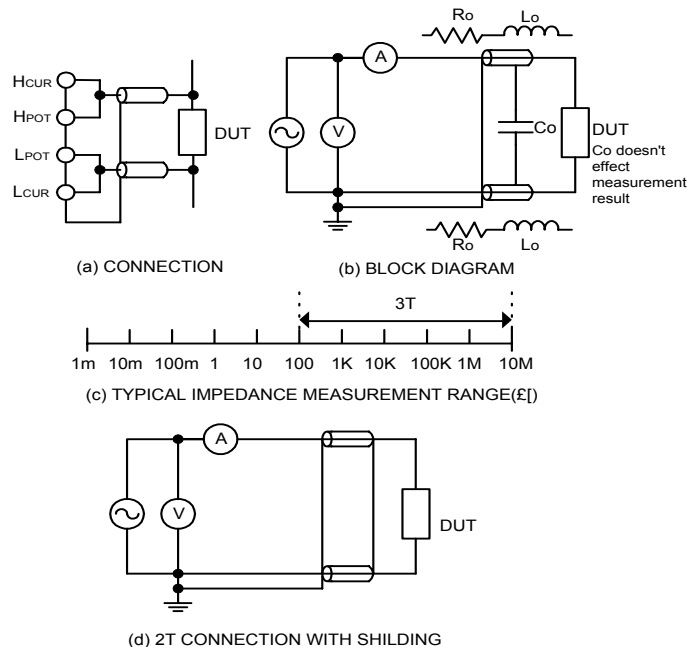 Ro Lo
HCUR
HPOT
LPOT
LCUR
DUT
A
V
Co
DUT
Co doesn't
effect
measurement
result
Ro Lo
(a) CONNECTION
(b) BLOCK DIAGRAM
3T
1m 10m 100m 1 10 100 1K 10K 100K 1M 10M
(c) TYPICAL IMPEDANCE MEASUREMENT RANGE(£[)
A
V
DUT
(d) 2T CONNECTION WITH SHILDING